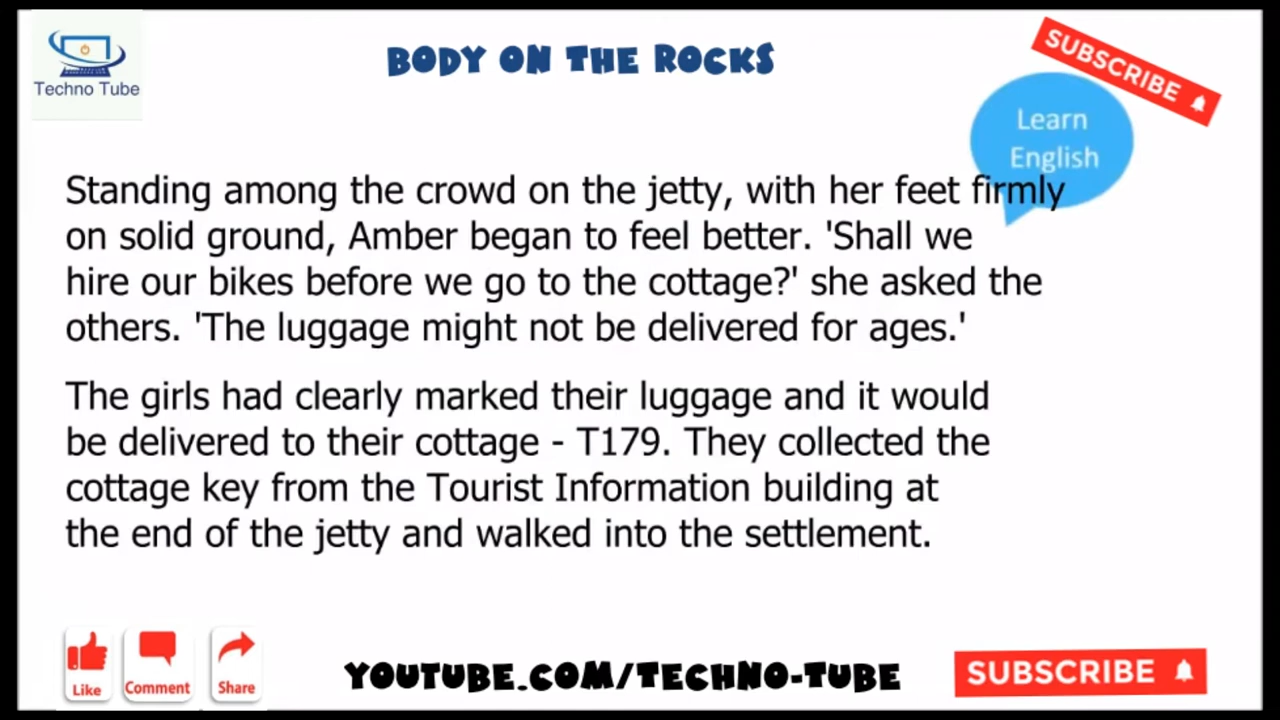 BODY ON THE ROCKS
SUBSCRIBE
Techno Tube
Learn
English
Standing among the crowd on the jetty, with her feet firmly
on solid ground, Amber began to feel better. 'Shall we
hire our bikes before we go to the cottage?' she asked the
others. 'The luggage might not be delivered for ages.'
The girls had clearly marked their luggage and it would
be delivered to their cottage - T179. They collected the
cottage key from the Tourist Information building at
the end of the jetty and walked into the settlement.
Like
Comment
Share
YOUTUBE.COM/TECHNO-TUBE
SUBSCRIBE